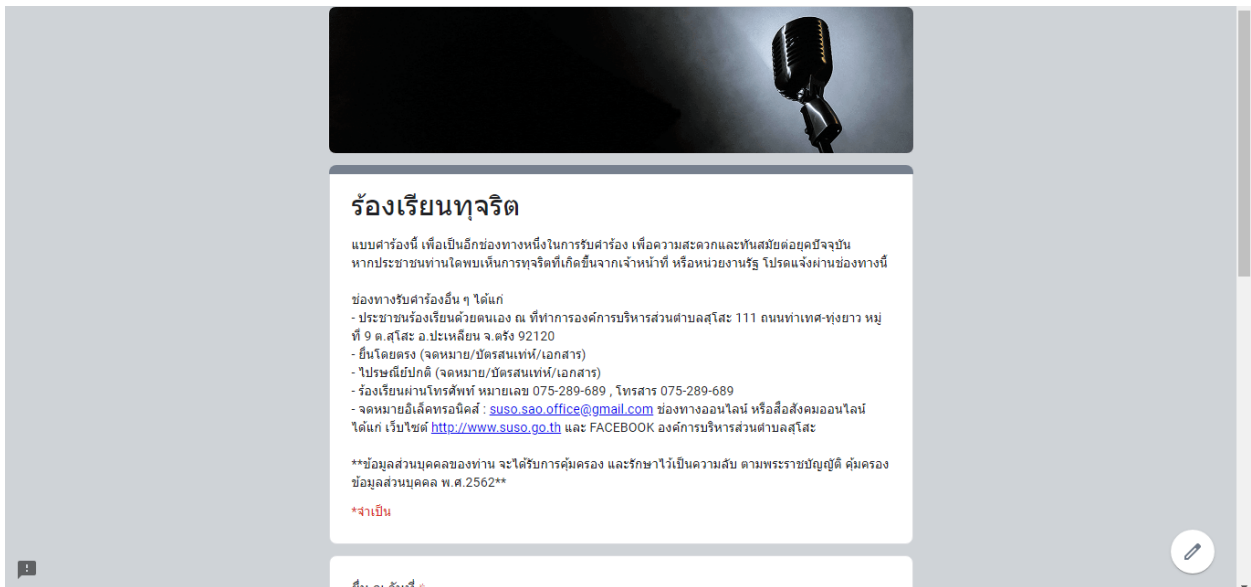 ร้องเรียนทุจริต
แบบคำร้องนี้ เพื่อเป็นอีกช่องทางหนึ่งในการรับคำร้อง เพื่อความสะดวกและทันสมัยต่อยุคปัจจุบัน
หากประชาชนท่านใดพบเห็นการทุจริตที่เกิดขึ้นจากเจ้าหน้าที่ หรือหน่วยงานรัฐ โปรดแจ้งผ่านช่องทางนี้
ช่องทางรับคำร้องอื่น ๆ ได้แก่
- ประชาชนร้องเรียนด้วยตนเอง ณ ที่ทำการองค์การบริหารส่วนตำบลสุโสะ 111 ถนนท่าเทศ-ทุ่งยาว หมู่
ที่ 9 ต.สุโสะ อ.ปะเหลียน จ.ตรัง 92120
- ยื่นโดยตรง (จดหมาย/บัตรสนเท่ห์/เอกสาร)
- ไปรษณีย์ปกติ (จดหมาย/บัตรสนเท่ห์/เอกสาร)
- ร้องเรียนผ่านโทรศัพท์ หมายเลข 075-289-689 , โทรสาร 075-289-689
- จดหมายอิเล็คทรอนิคส์ : suso.sao.office@gmail.com ช่องทางออนไลน์ หรือสื่อสังคมออนไลน์
ได้แก่ เว็บไซต์ http://www.suso.go.th และ FACEBOOK องค์การบริหารส่วนตำบลสุโสะ
**ข้อมูลส่วนบุคคลของท่าน จะได้รับการคุ้มครอง และรักษาไว้เป็นความลับ ตามพระราชบัญญัติ คุ้มครอง
ข้อมูลส่วนบุคคล พ.ศ.2562**
*จำเป็น